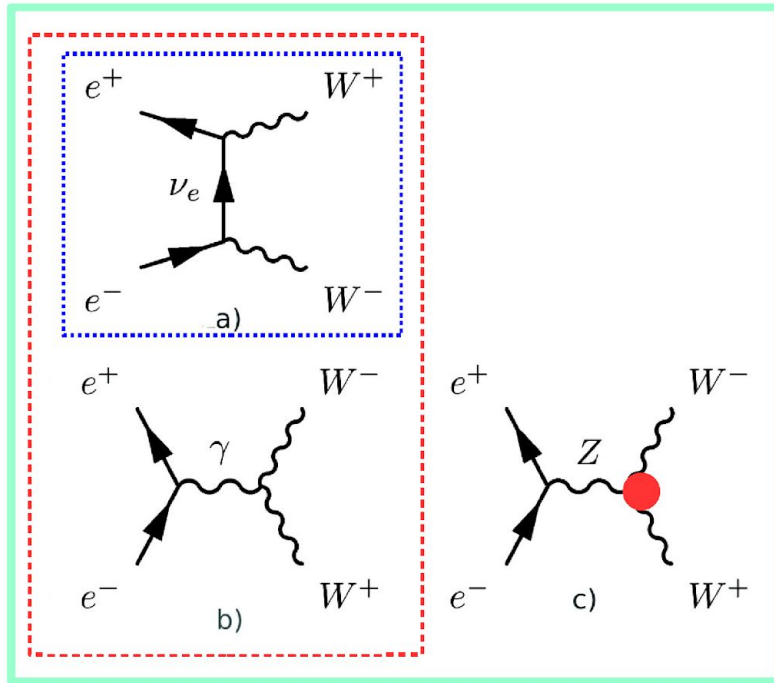 e⁺ W⁺
νₑ
e⁻ W⁻
a)
e⁺ W⁻
γ
e⁻ W⁺
b)
e⁺ W⁻
Z
e⁻ W⁺
c)